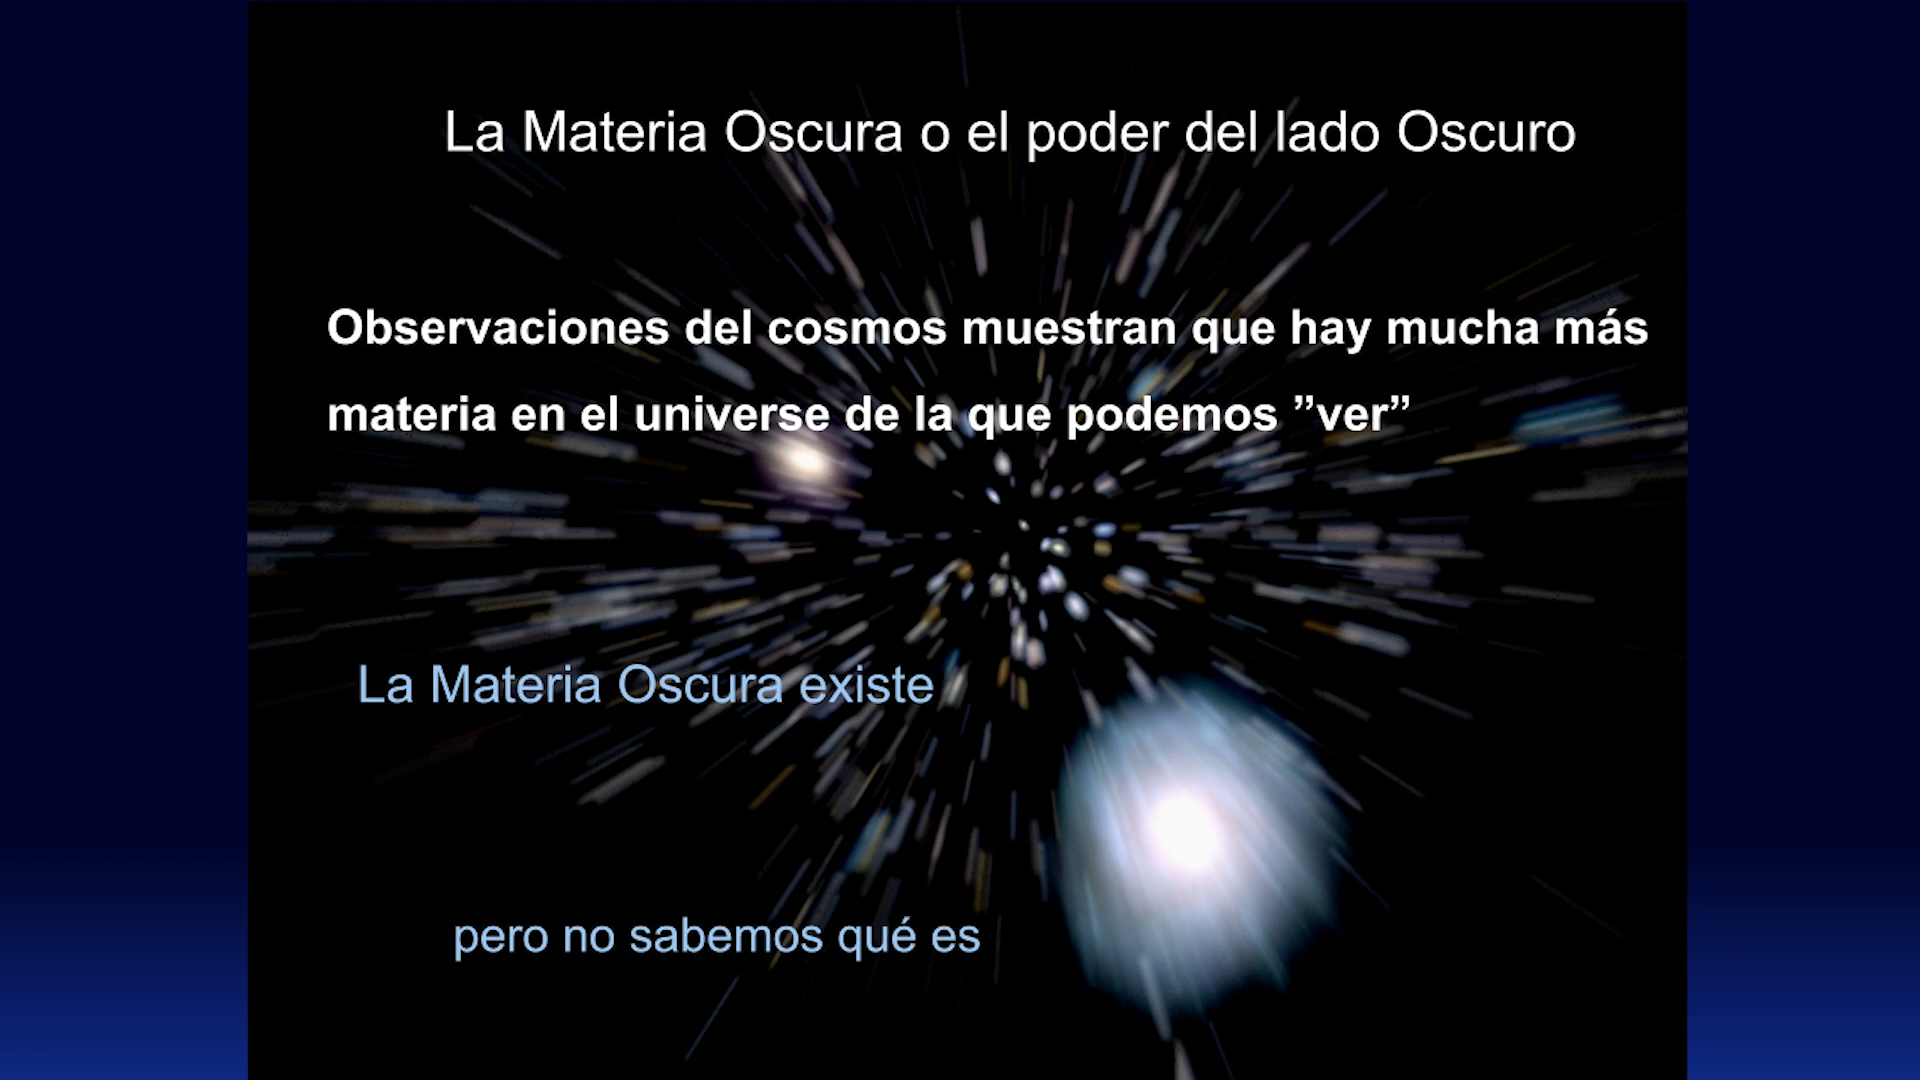 La Materia Oscura o el poder del lado Oscuro
Observaciones del cosmos muestran que hay mucha más
materia en el universe de la que podemos ”ver”
La Materia Oscura existe
pero no sabemos qué es